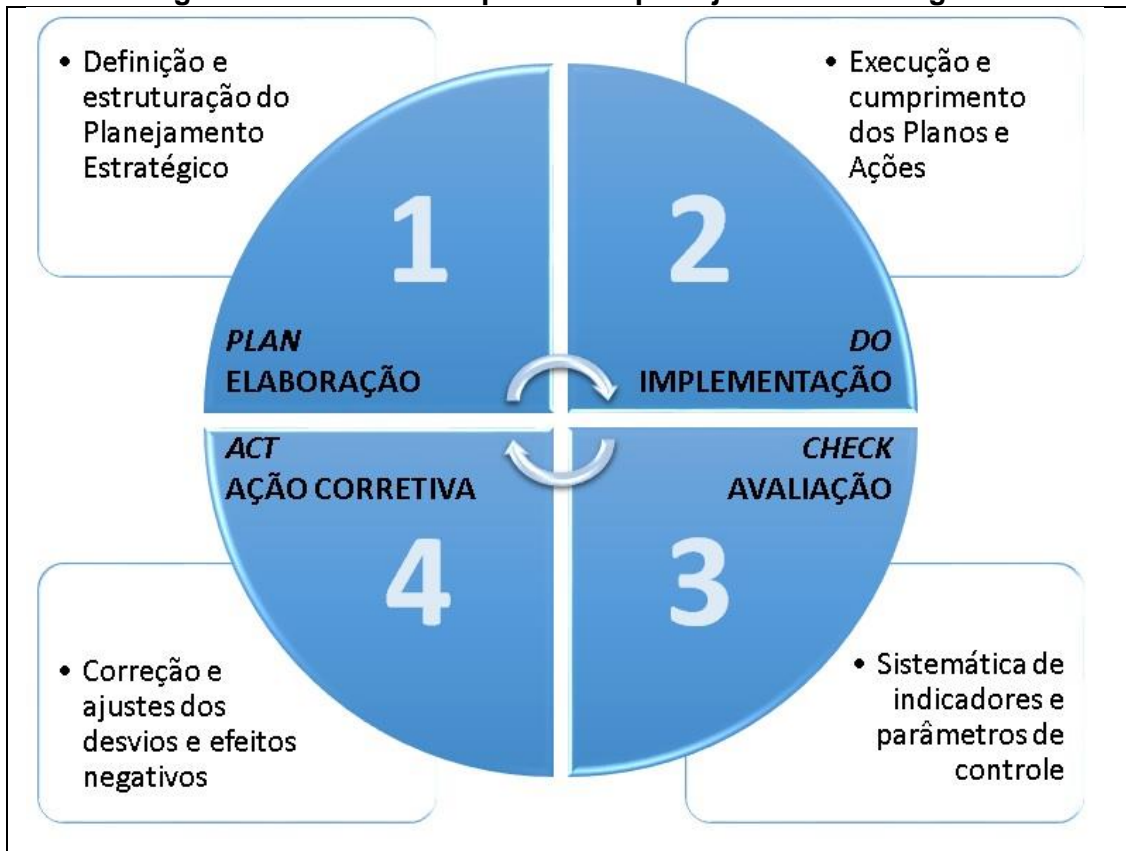 • Definição e
estruturação do
Planejamento
Estratégico
• Execução e
cumprimento
dos Planos e
Ações
1
2
PLAN
ELABORAÇÃO
DO
IMPLEMENTAÇÃO
ACT
AÇÃO CORRETIVA
CHECK
AVALIAÇÃO
4
3
• Correção e
ajustes dos
desvios e efeitos
negativos
• Sistemática de
indicadores e
parâmetros de
controle